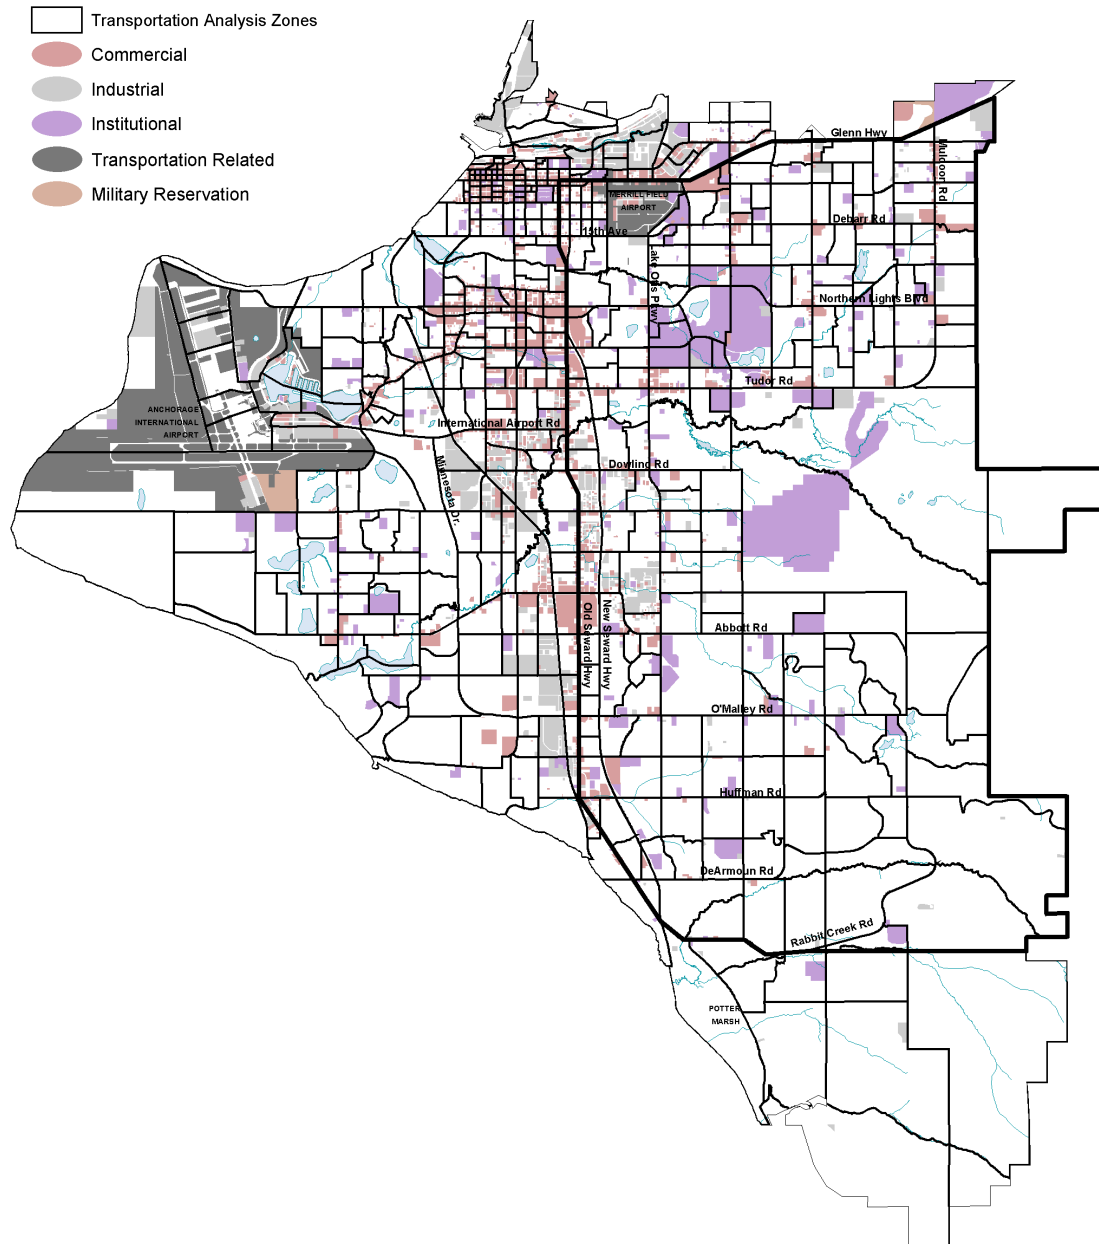 Transportation Analysis Zones
Commercial
Industrial
Institutional
Transportation Related
Military Reservation
Glenn Hwy
Muldoon Rd
MERRILL FIELD
AIRPORT
Debarr Rd
15th Ave
Lake Otis Pkwy
Northern Lights Blvd
Tudor Rd
ANCHORAGE
INTERNATIONAL
AIRPORT
International Airport Rd
Dowling Rd
Minnesota Dr.
Old Seward Hwy
New Seward Hwy
Abbott Rd
O'Malley Rd
Huffman Rd
DeArmoun Rd
Rabbit Creek Rd
POTTER
MARSH